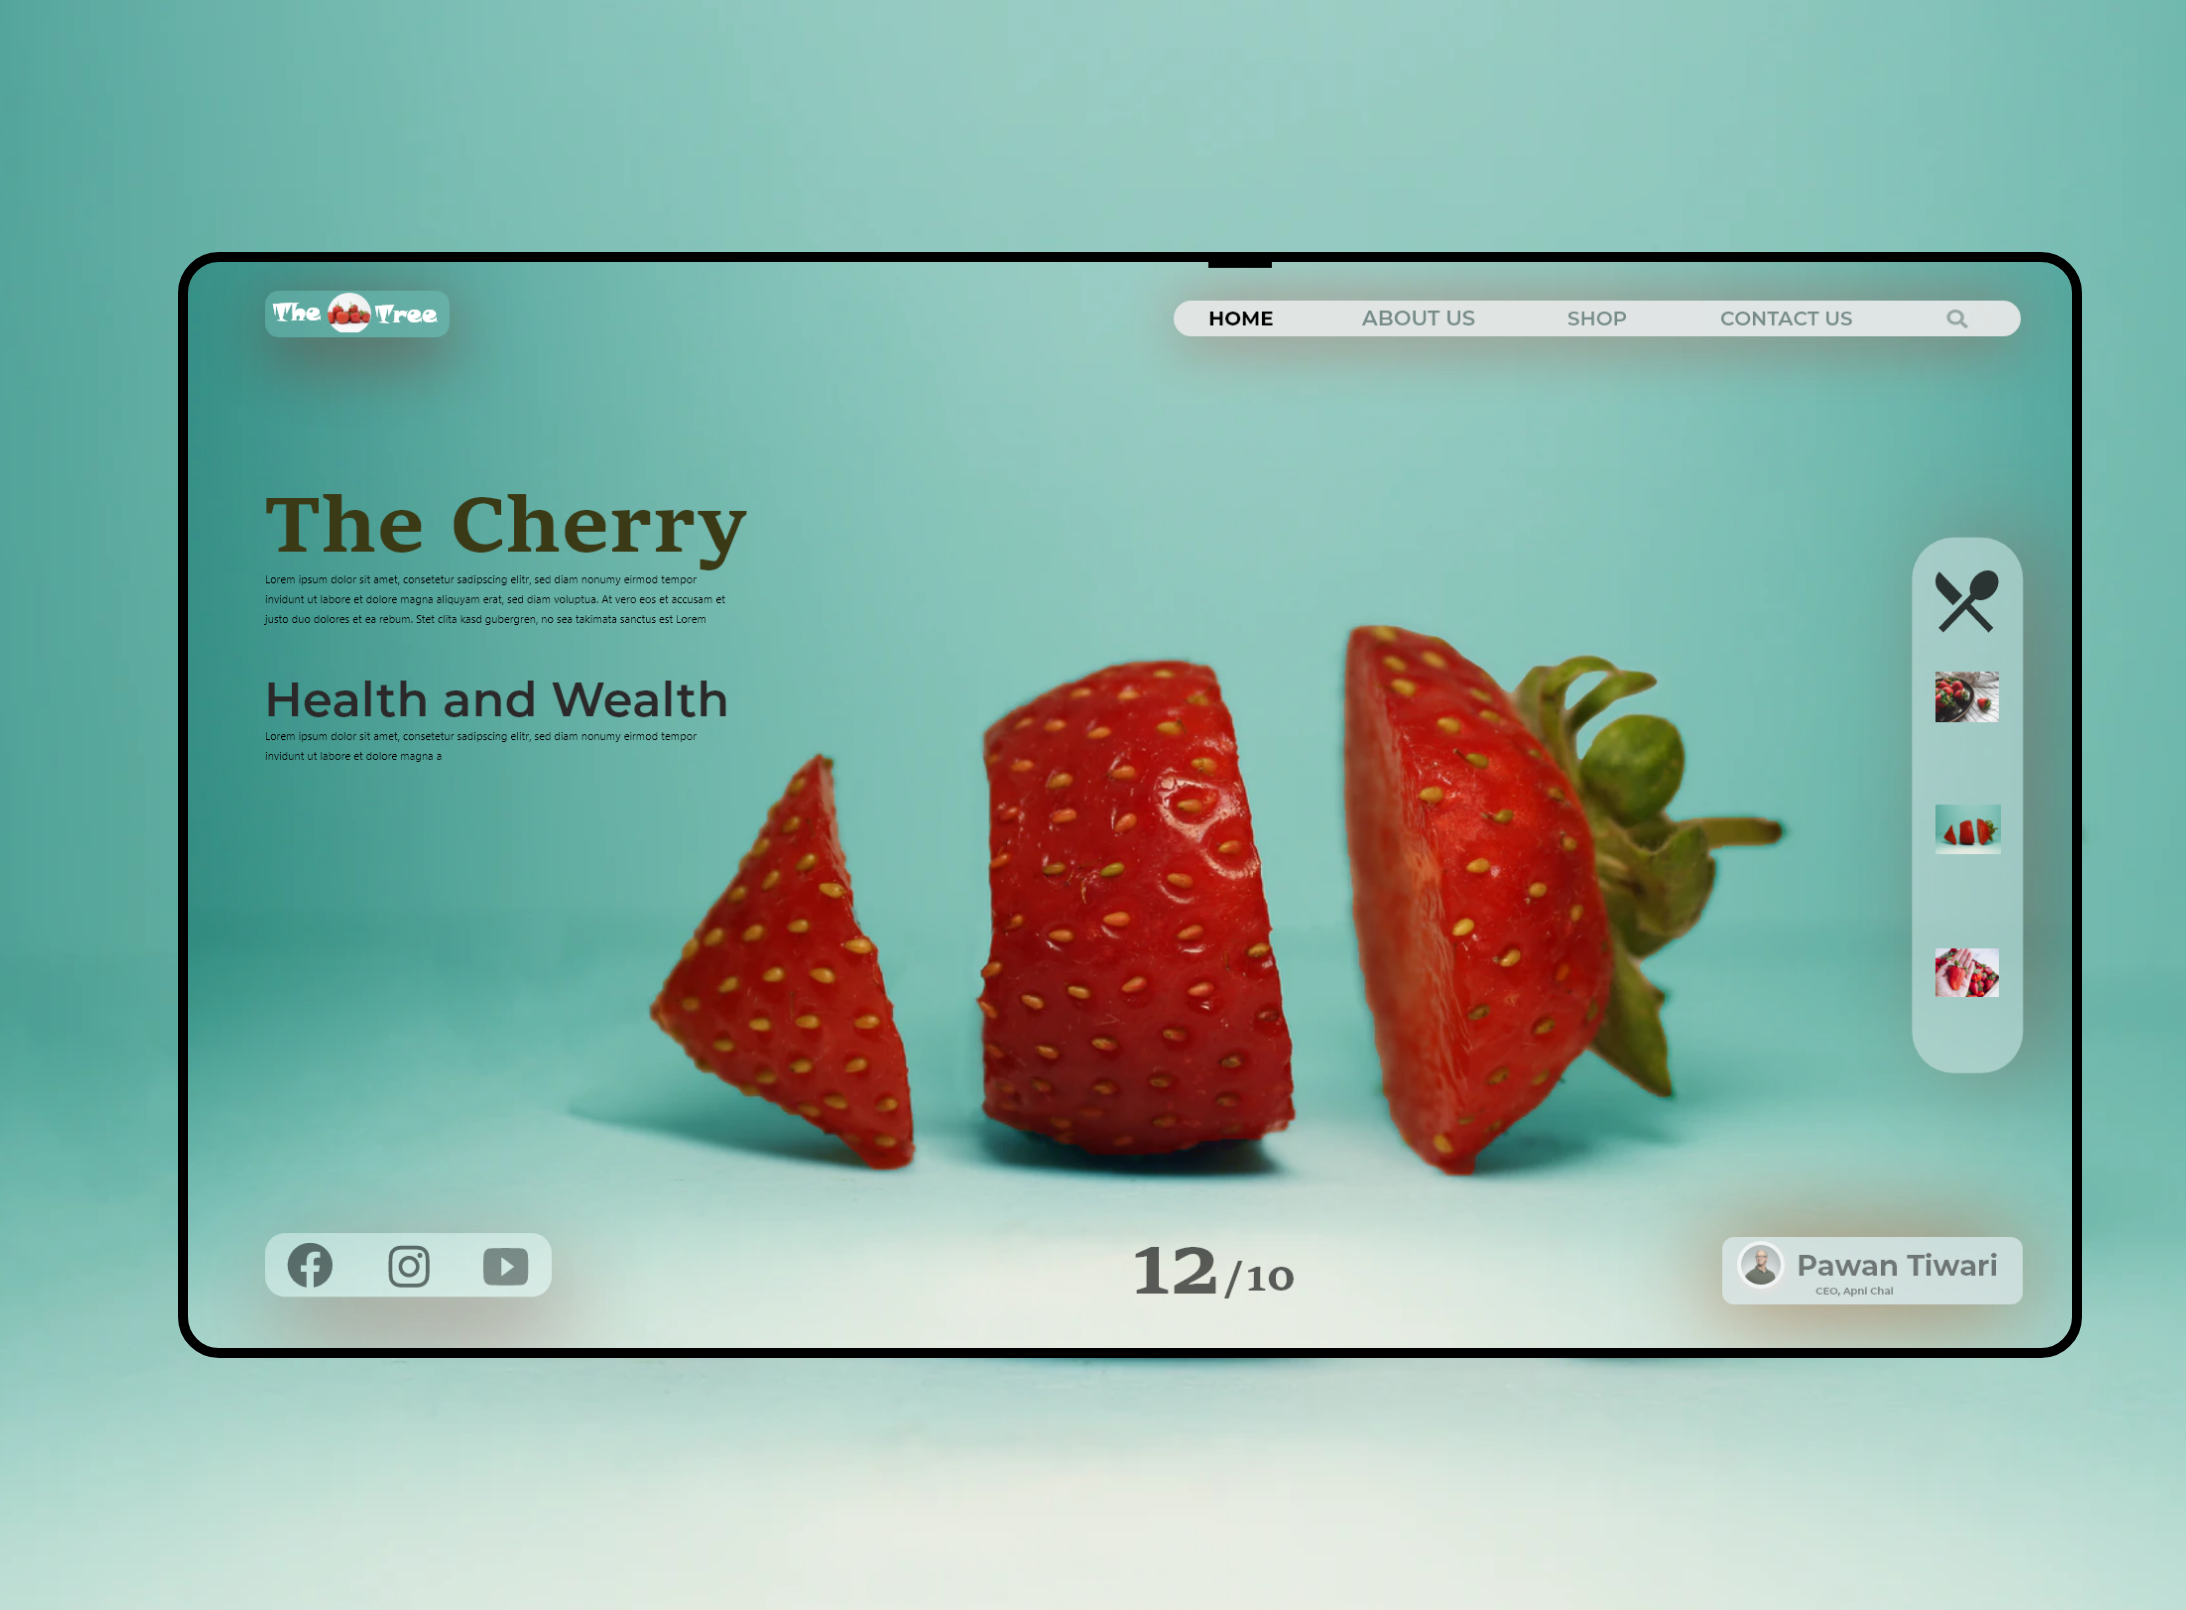 The Tree
HOME ABOUT US SHOP CONTACT US
The Cherry
Lorem ipsum dolor sit amet, consetetur sadipscing elitr, sed diam nonumy eirmod tempor
invidunt ut labore et dolore magna aliquyam erat, sed diam voluptua. At vero eos et accusam et
justo duo dolores et ea rebum. Stet clita kasd gubergren, no sea takimata sanctus est Lorem
Health and Wealth
Lorem ipsum dolor sit amet, consetetur sadipscing elitr, sed diam nonumy eirmod tempor
invidunt ut labore et dolore magna a
12/10
Pawan Tiwari
CEO, Apni Chai